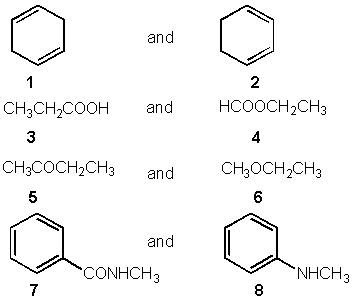 and
1 2
CH₃CH₂COOH and HCOOCH₂CH₃
3 4
CH₃COCH₂CH₃ and CH₃OCH₂CH₃
5 6
and
CONHCH₃ NHCH₃
7 8